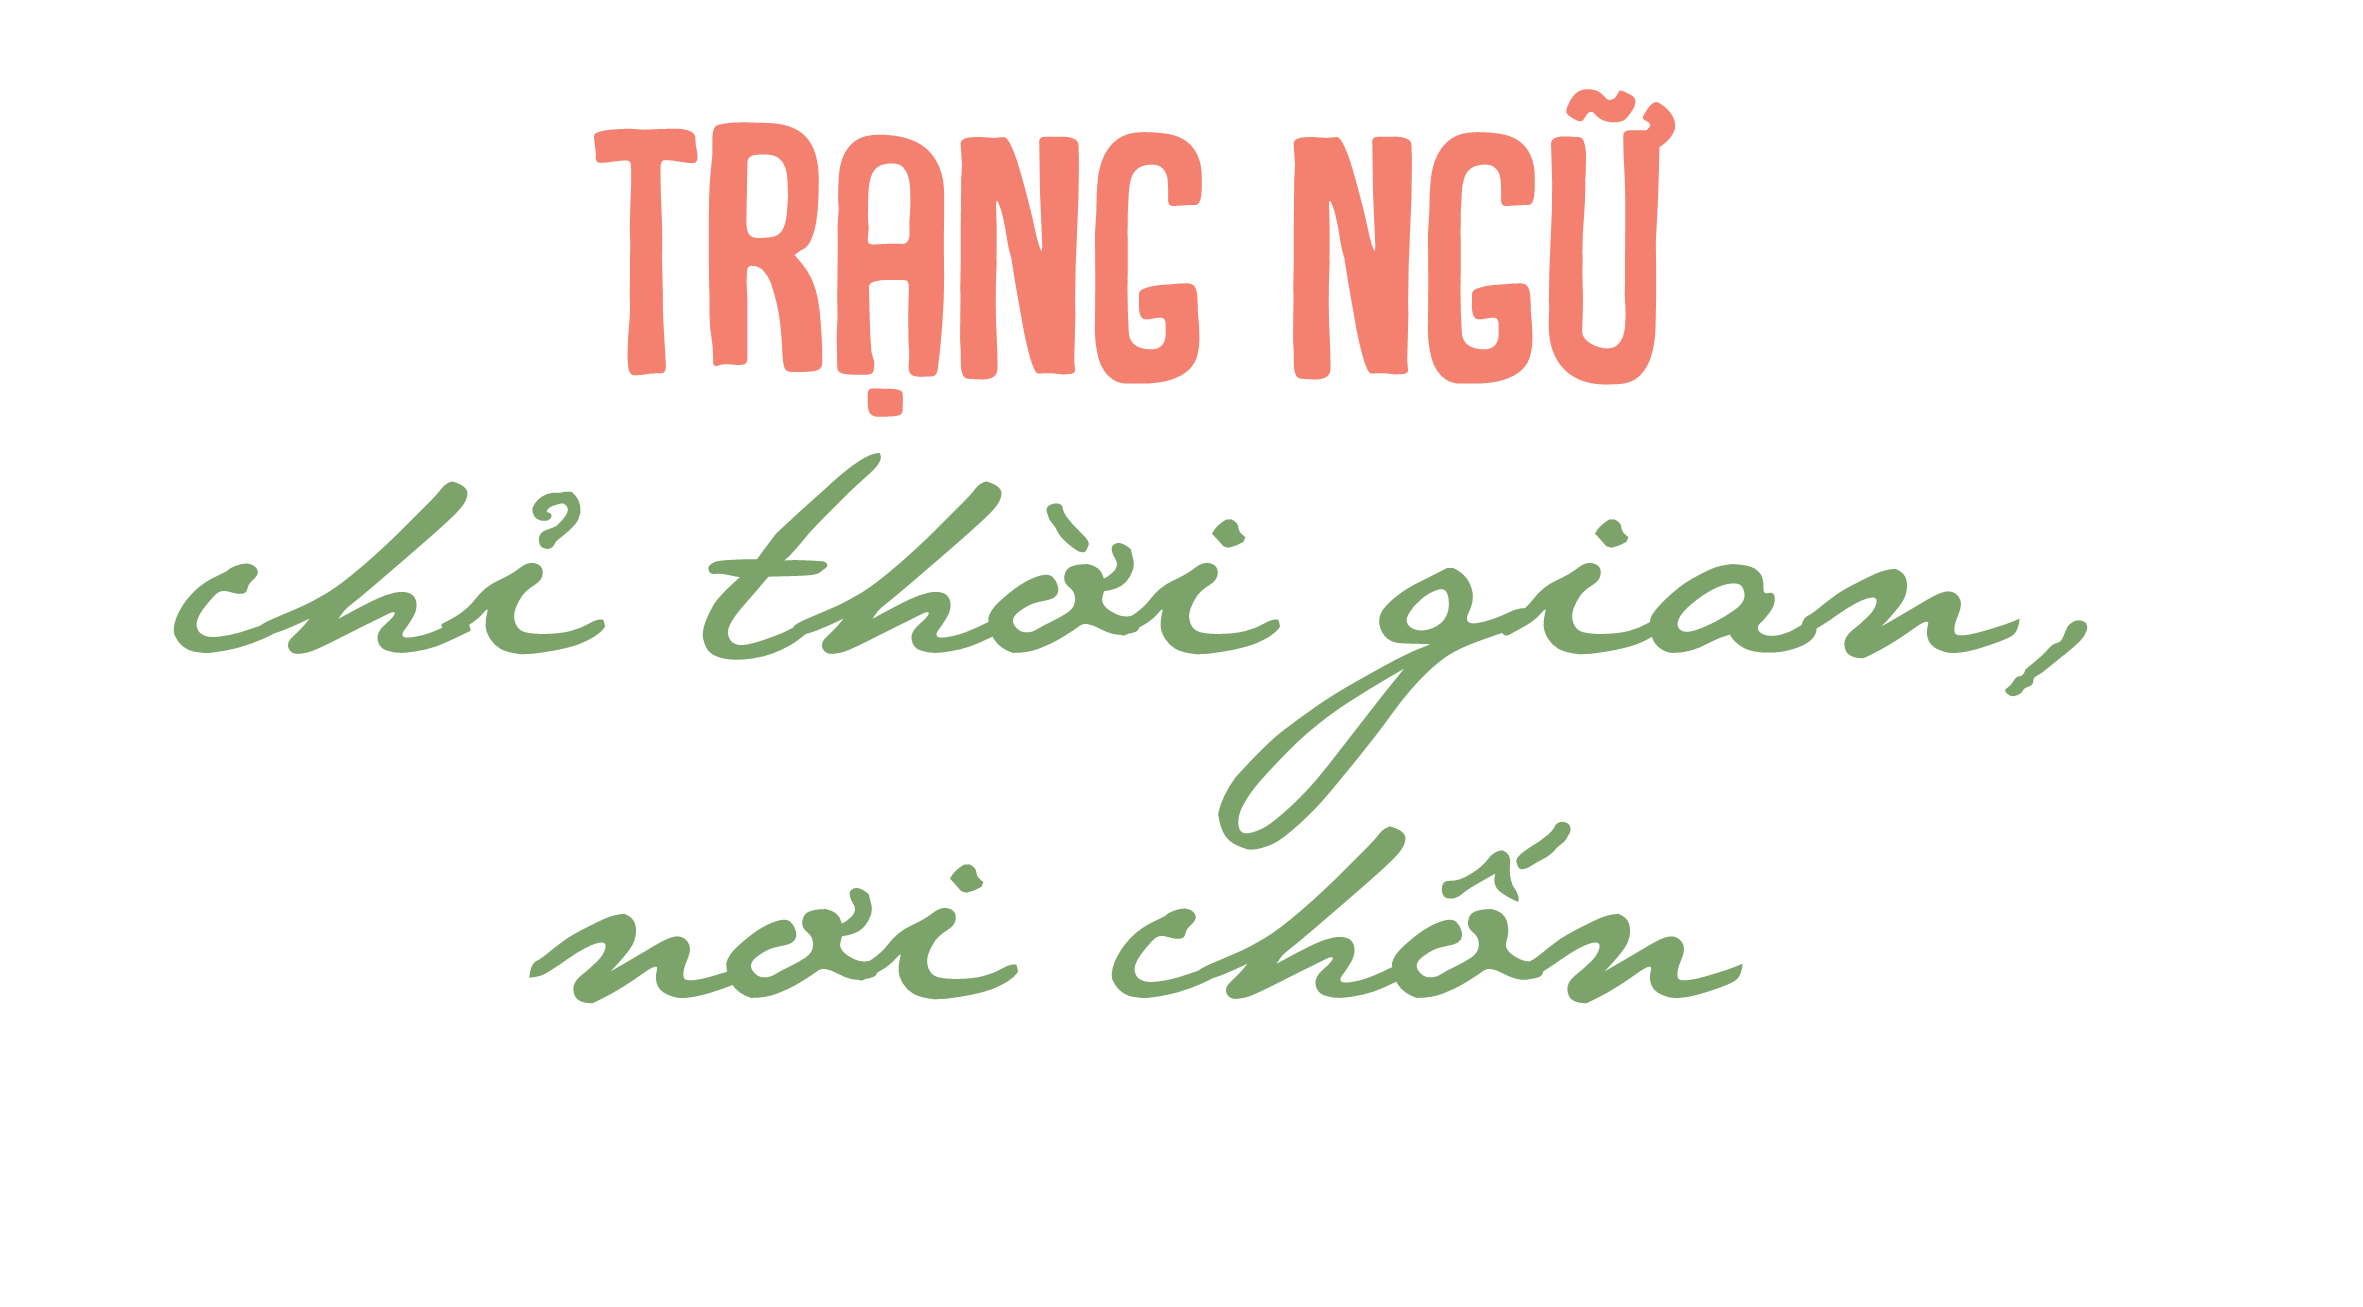 TRẠNG NGỮ
chỉ thời gian,
nơi chốn